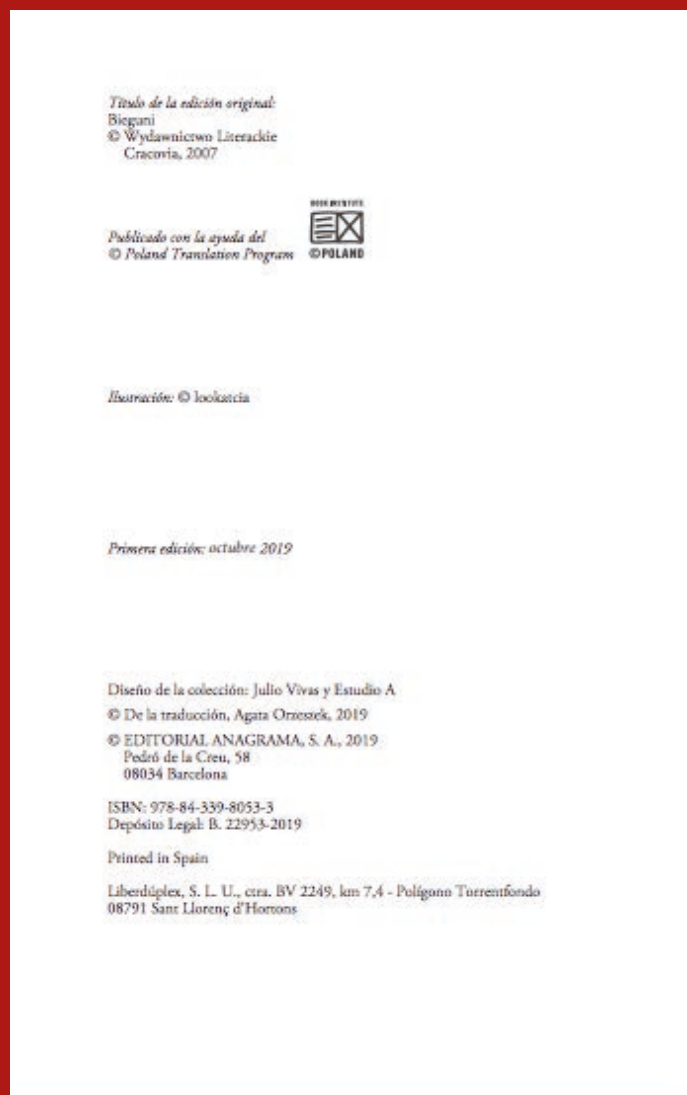 Título de la edición original:
Bieguni
© Wydawnictwo Literackie
Cracovia, 2007
BOOK INSTITUTE
©POLAND
Publicado con la ayuda del
© Poland Translation Program
Ilustración: © lookatcia
Primera edición: octubre 2019
Diseño de la colección: Julio Vivas y Estudio A
© De la traducción, Agata Orzeszek, 2019
© EDITORIAL ANAGRAMA, S. A., 2019
Pedró de la Creu, 58
08034 Barcelona
ISBN: 978-84-339-8053-3
Depósito Legal: B. 22953-2019
Printed in Spain
Liberdúplex, S. L. U., ctra. BV 2249, km 7,4 - Polígono Torrentfondo
08791 Sant Llorenç d'Hortons